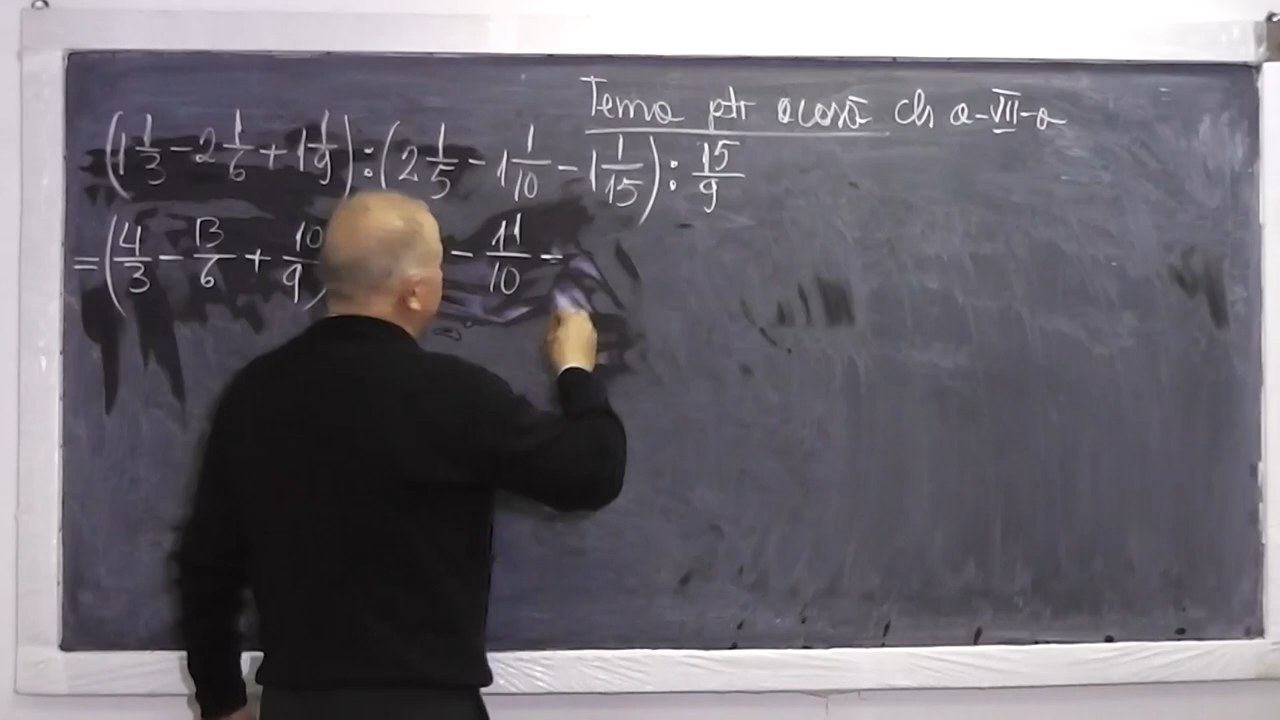 Tema ptr acasă cls a-VII-a
(1 1/3 - 2 1/6 + 1 1/9) : (2 1/5 - 1 1/10 - 1 1/15) : 15/9
= (4/3 - 13/6 + 10/9) - 11/10 -